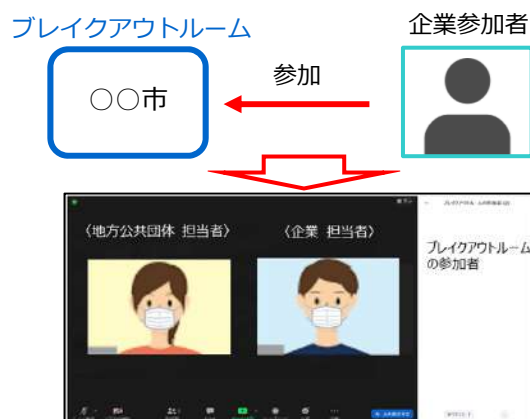 ブレイクアウトルーム
企業参加者
○○市
参加
〈地方公共団体 担当者〉
〈企業 担当者〉
ブレイクアウトルーム
の参加者